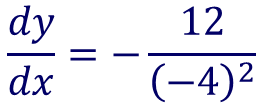 dy/dx = − 12/(−4)²